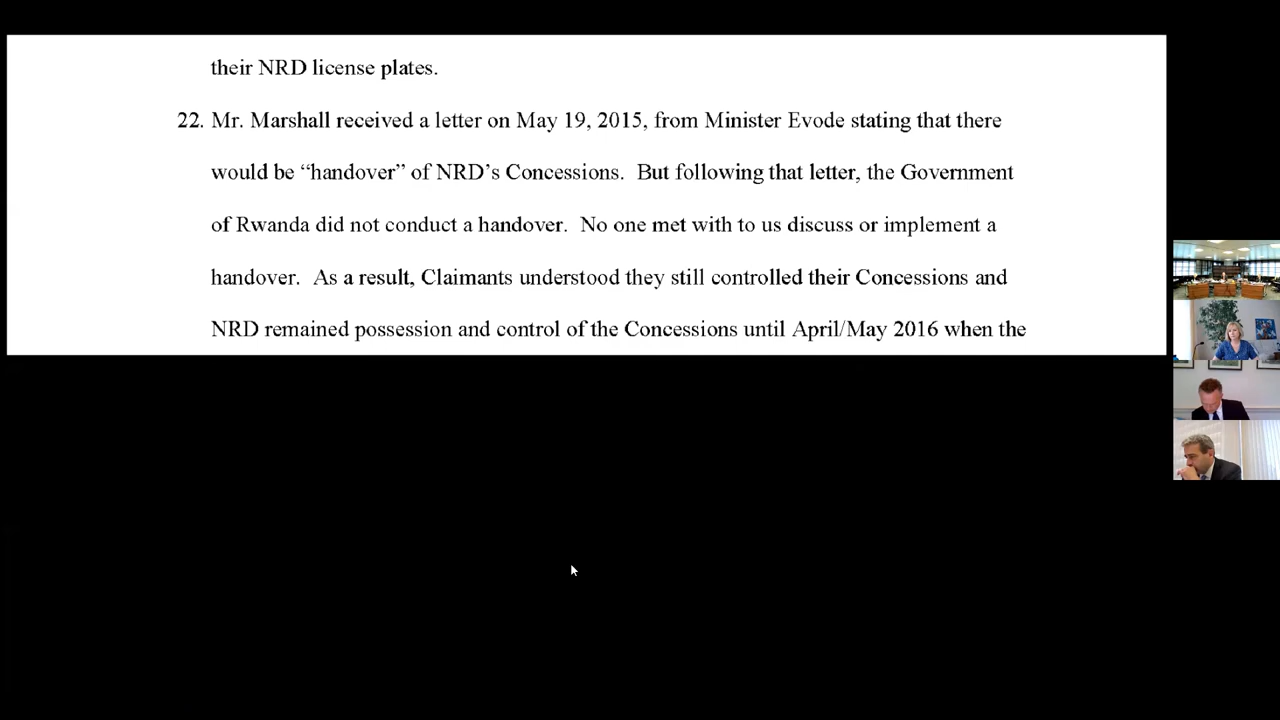 their NRD license plates.
22. Mr. Marshall received a letter on May 19, 2015, from Minister Evode stating that there
would be “handover” of NRD’s Concessions. But following that letter, the Government
of Rwanda did not conduct a handover. No one met with to us discuss or implement a
handover. As a result, Claimants understood they still controlled their Concessions and
NRD remained possession and control of the Concessions until April/May 2016 when the